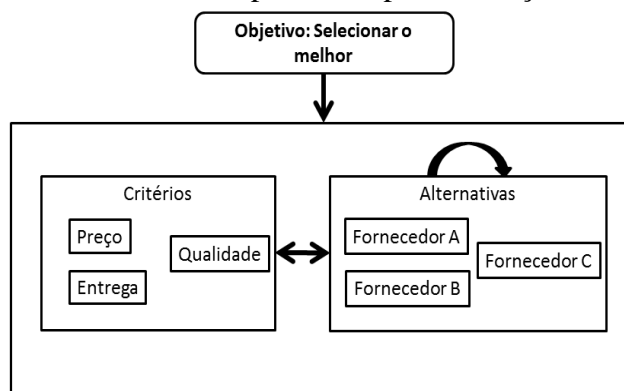 Objetivo: Selecionar o
melhor
Critérios
Preço
Qualidade
Entrega
Alternativas
Fornecedor A
Fornecedor C
Fornecedor B